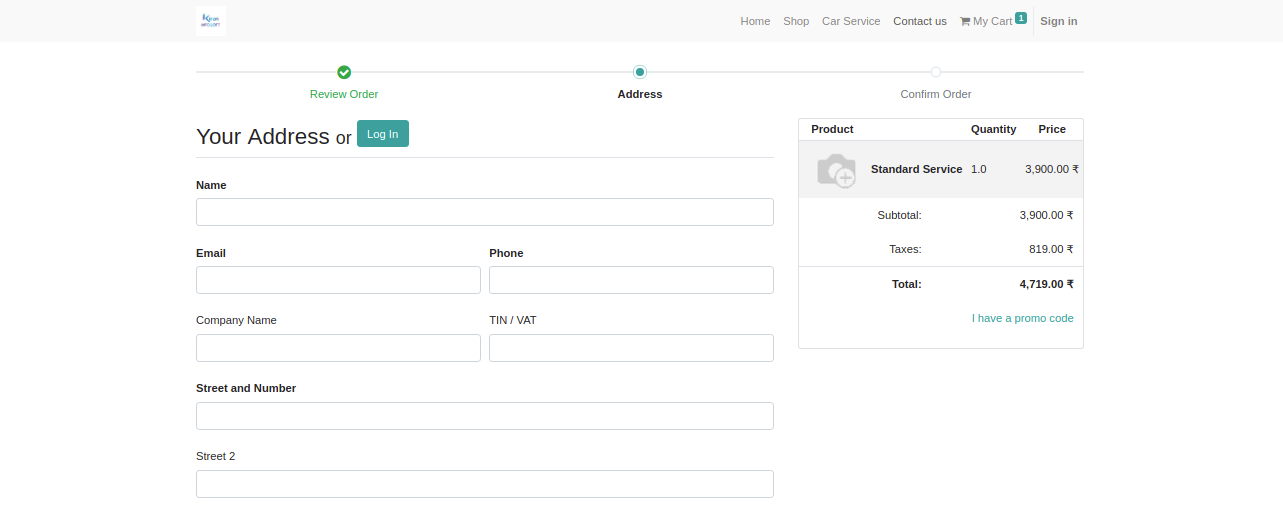 Home Shop Car Service Contact us My Cart 1 Sign in
Review Order Address Confirm Order
Your Address or Log In
Name
Email Phone
Company Name TIN / VAT
Street and Number
Street 2
Product Quantity Price
Standard Service 1.0 3,900.00 ₹
Subtotal: 3,900.00 ₹
Taxes: 819.00 ₹
Total: 4,719.00 ₹
I have a promo code